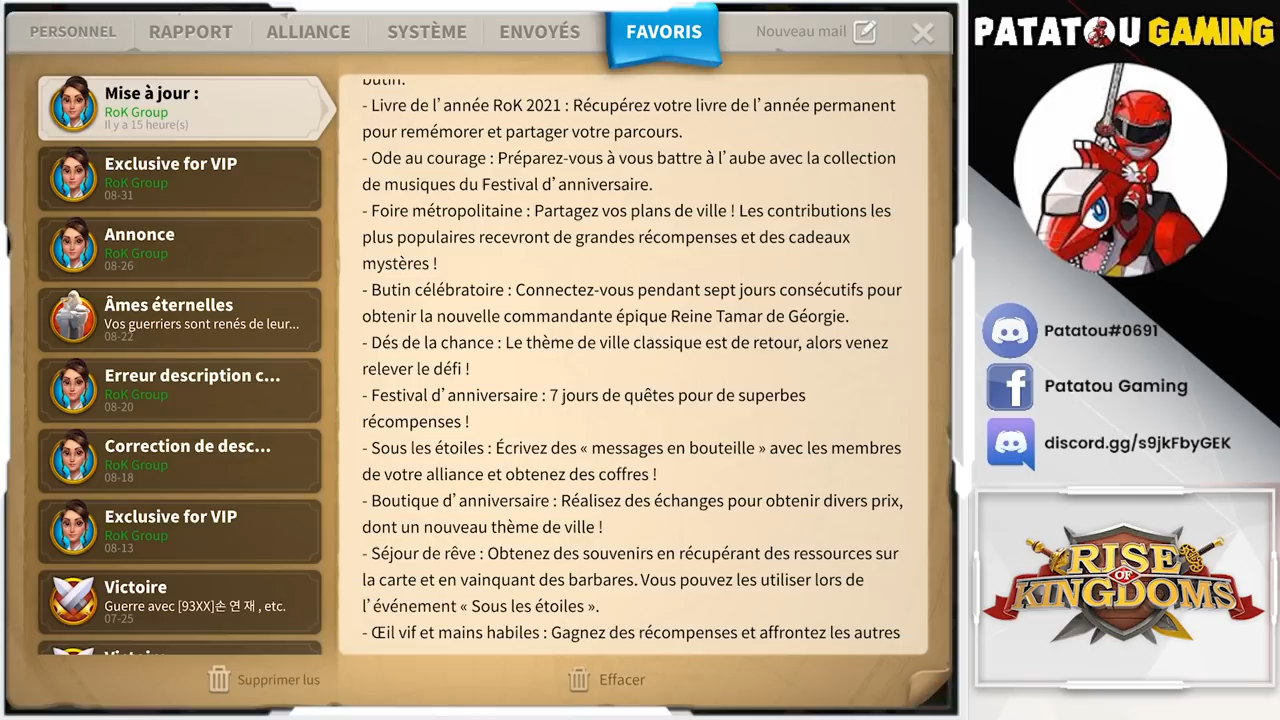 PERSONNEL
RAPPORT
ALLIANCE
SYSTÈME
ENVOYÉS
FAVORIS
Nouveau mail
Mise à jour :
RoK Group
Il y a 15 heure(s)
Exclusive for VIP
RoK Group
08-31
Annonce
RoK Group
08-26
Âmes éternelles
Vos guerriers sont renés de leur...
08-22
Erreur description c...
RoK Group
08-20
Correction de desc...
RoK Group
08-18
Exclusive for VIP
RoK Group
08-13
Victoire
Guerre avec [93XX]손 연 재 , etc.
07-25
butin.
- Livre de l'année RoK 2021 : Récupérez votre livre de l'année permanent
pour remémorer et partager votre parcours.
- Ode au courage : Préparez-vous à vous battre à l'aube avec la collection
de musiques du Festival d'anniversaire.
- Foire métropolitaine : Partagez vos plans de ville ! Les contributions les
plus populaires recevront de grandes récompenses et des cadeaux
mystères !
- Butin célébratoire : Connectez-vous pendant sept jours consécutifs pour
obtenir la nouvelle commandante épique Reine Tamar de Géorgie.
- Dés de la chance : Le thème de ville classique est de retour, alors venez
relever le défi !
- Festival d'anniversaire : 7 jours de quêtes pour de superbes
récompenses !
- Sous les étoiles : Écrivez des « messages en bouteille » avec les membres
de votre alliance et obtenez des coffres !
- Boutique d'anniversaire : Réalisez des échanges pour obtenir divers prix,
dont un nouveau thème de ville !
- Séjour de rêve : Obtenez des souvenirs en récupérant des ressources sur
la carte et en vainquant des barbares. Vous pouvez les utiliser lors de
l'événement « Sous les étoiles ».
- Œil vif et mains habiles : Gagnez des récompenses et affrontez les autres
Supprimer lus
Effacer
PATATOU GAMING
Patatou#0691
Patatou Gaming
discord.gg/s9jkFbyGEK
RISE
OF
KINGDOMS